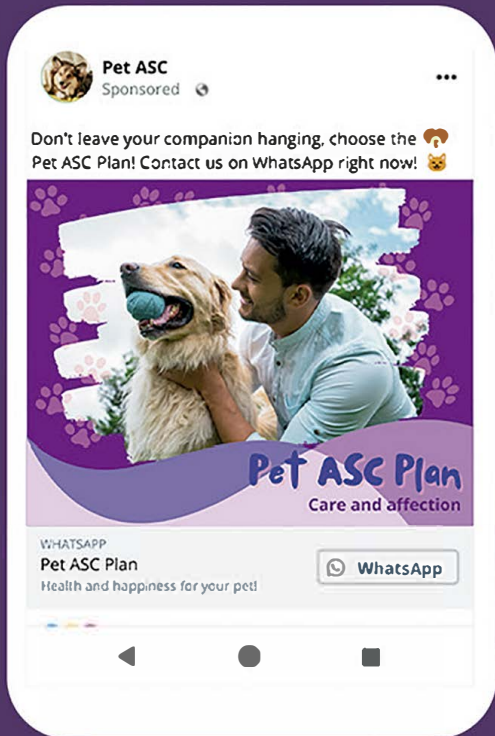 Pet ASC
Sponsored
Don't leave your companion hanging, choose the
Pet ASC Plan! Contact us on WhatsApp right now!
Pet ASC Plan
Care and affection
WHATSAPP
Pet ASC Plan
Health and happiness for your pet!
WhatsApp